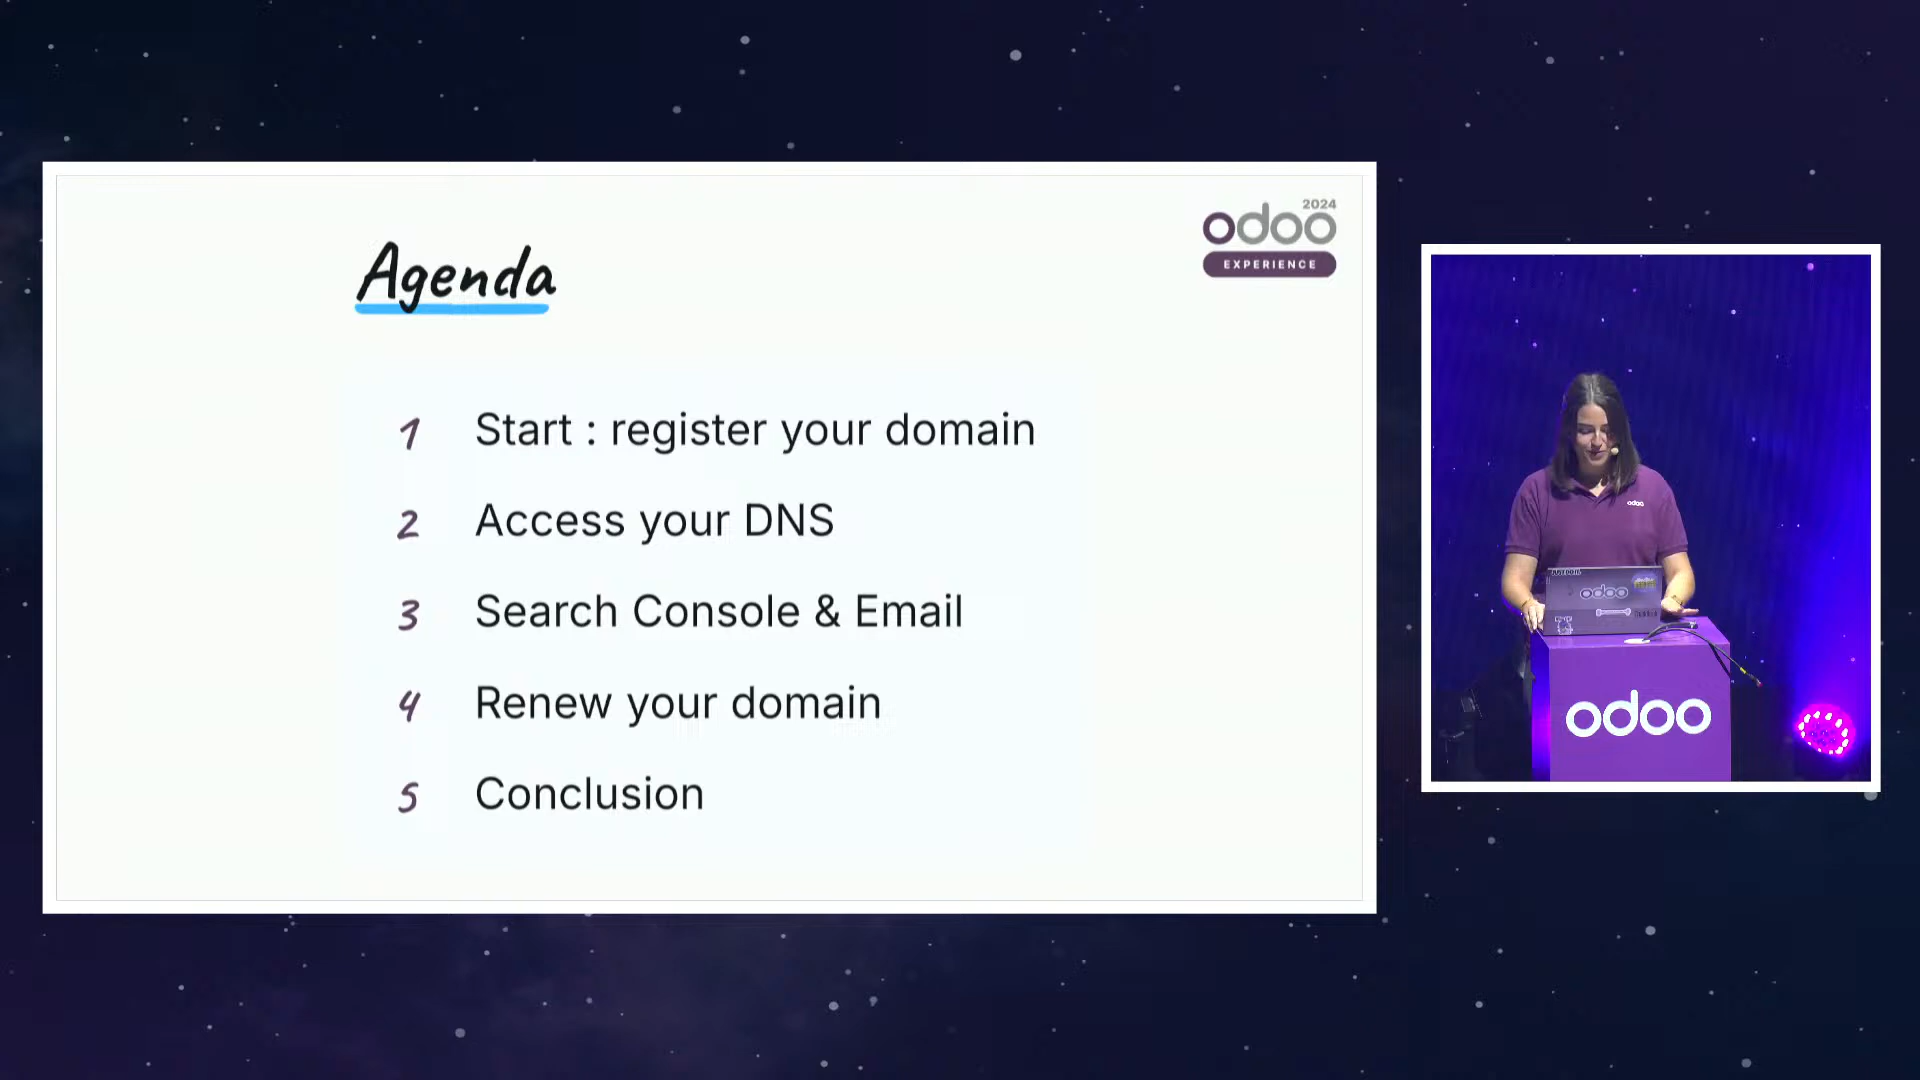 2024
odoo
EXPERIENCE
Agenda
1 Start : register your domain
2 Access your DNS
3 Search Console & Email
4 Renew your domain
5 Conclusion
odoo
odoo
odoo